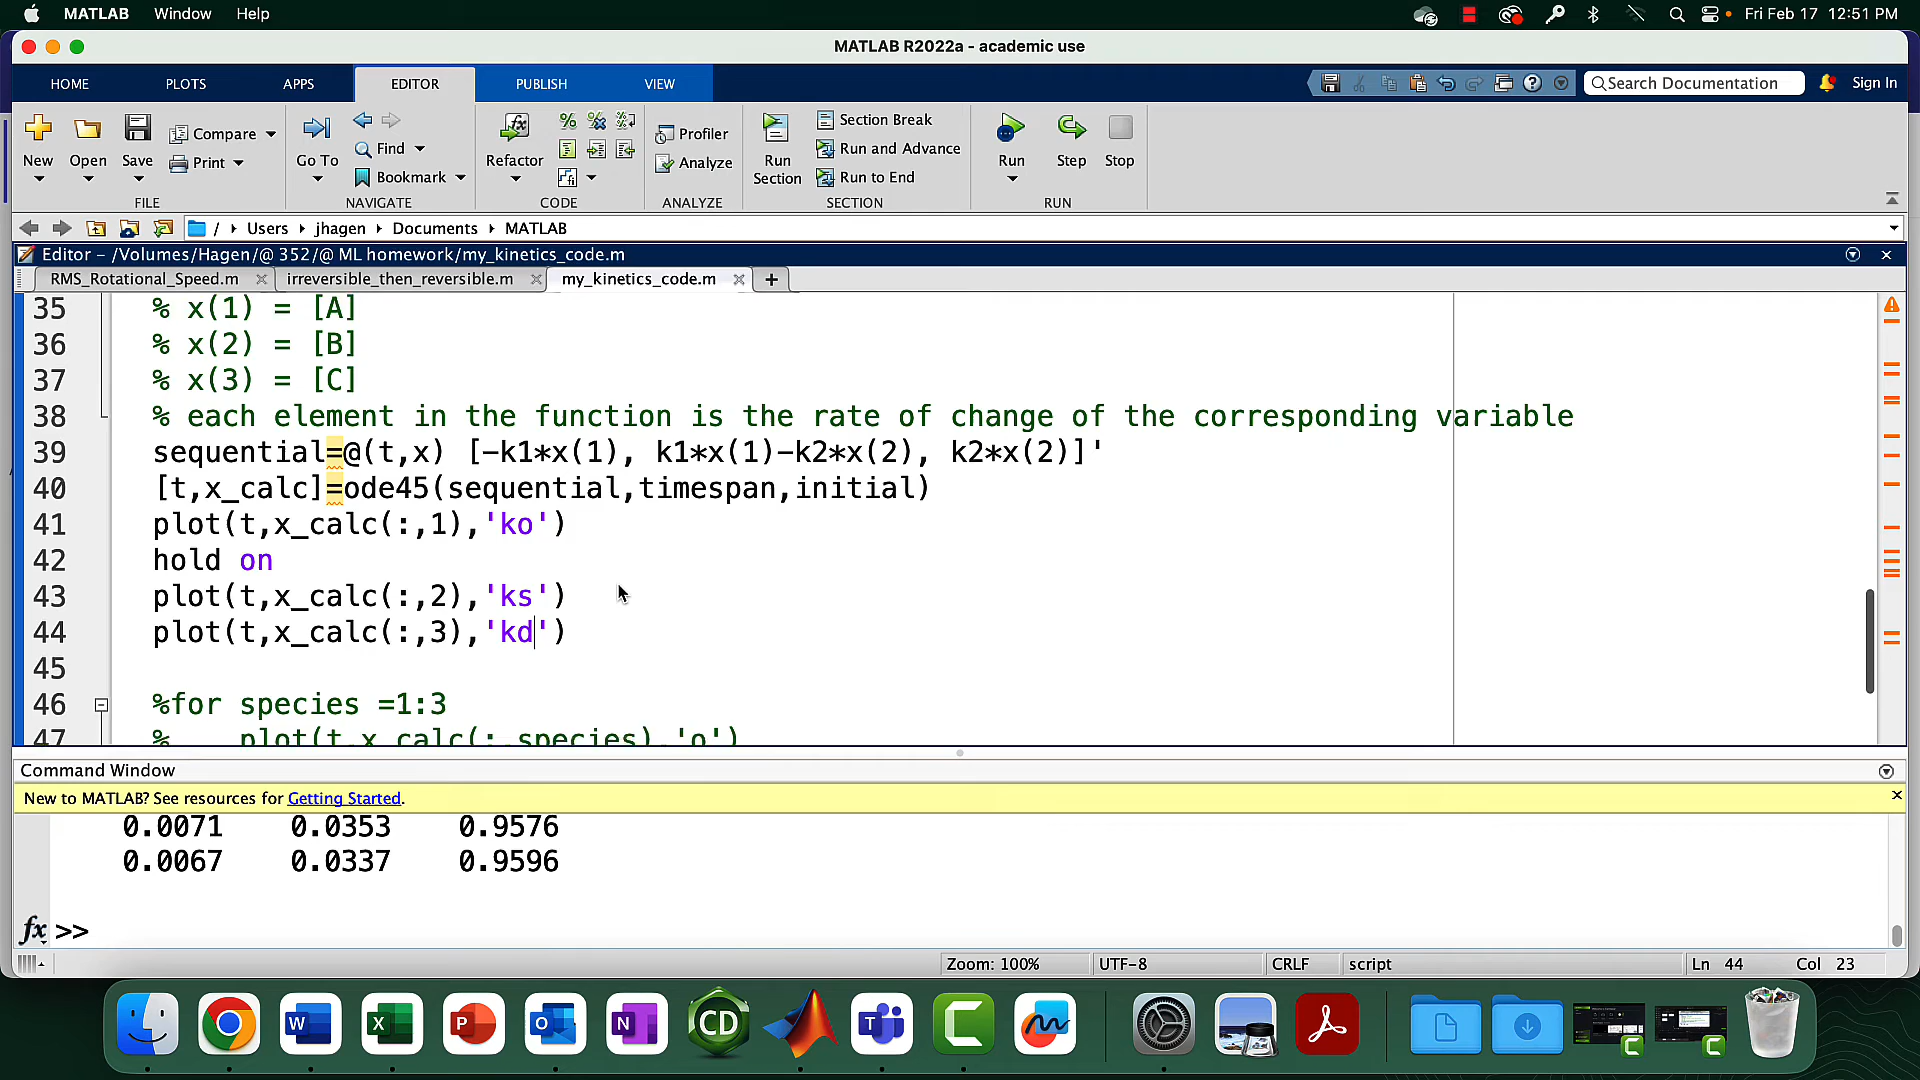 MATLAB Window Help Fri Feb 17 12:51 PM
MATLAB R2022a - academic use
HOME PLOTS APPS EDITOR PUBLISH VIEW Search Documentation Sign In
New Open Save Compare Print
Go To Find Bookmark
Refactor
Profiler Analyze
Run Section Section Break Run and Advance Run to End
Run Step Stop
FILE NAVIGATE CODE ANALYZE SECTION RUN
/ Users jhagen Documents MATLAB
Editor – /Volumes/Hagen/@ 352/@ ML homework/my_kinetics_code.m
RMS_Rotational_Speed.m irreversible_then_reversible.m my_kinetics_code.m +
35 % x(1) = [A]
36 % x(2) = [B]
37 % x(3) = [C]
38 % each element in the function is the rate of change of the corresponding variable
39 sequential=@(t,x) [-k1*x(1), k1*x(1)-k2*x(2), k2*x(2)]'
40 [t,x_calc]=ode45(sequential,timespan,initial)
41 plot(t,x_calc(:,1),'ko')
42 hold on
43 plot(t,x_calc(:,2),'ks')
44 plot(t,x_calc(:,3),'kd')
45
46 %for species =1:3
47 % plot(t,x_calc(:,species),'o')
Command Window
New to MATLAB? See resources for Getting Started.
0.0071 0.0353 0.9576
0.0067 0.0337 0.9596
fx >>
Zoom: 100% UTF-8 CRLF script Ln 44 Col 23
W X P O N CD T C